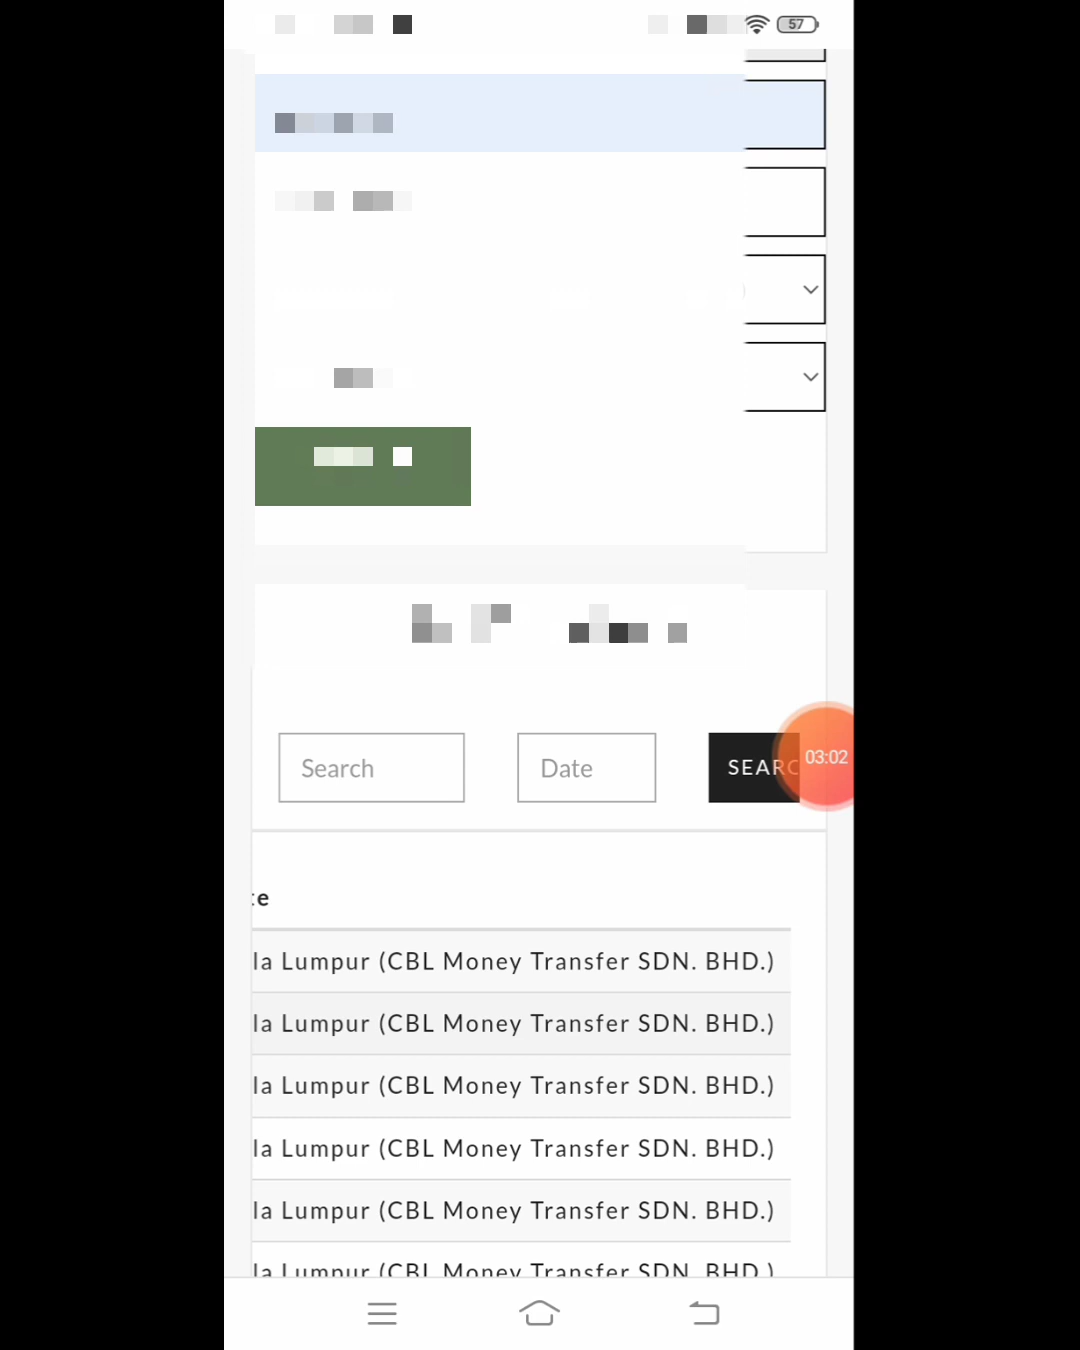 57
Search
Date
SEARC
03:02
te
la Lumpur (CBL Money Transfer SDN. BHD.)
la Lumpur (CBL Money Transfer SDN. BHD.)
la Lumpur (CBL Money Transfer SDN. BHD.)
la Lumpur (CBL Money Transfer SDN. BHD.)
la Lumpur (CBL Money Transfer SDN. BHD.)
la Lumpur (CBL Money Transfer SDN. BHD.)